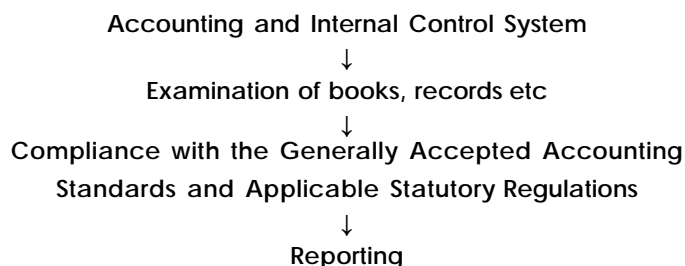 Accounting and Internal Control System
↓
Examination of books, records etc
↓
Compliance with the Generally Accepted Accounting
Standards and Applicable Statutory Regulations
↓
Reporting